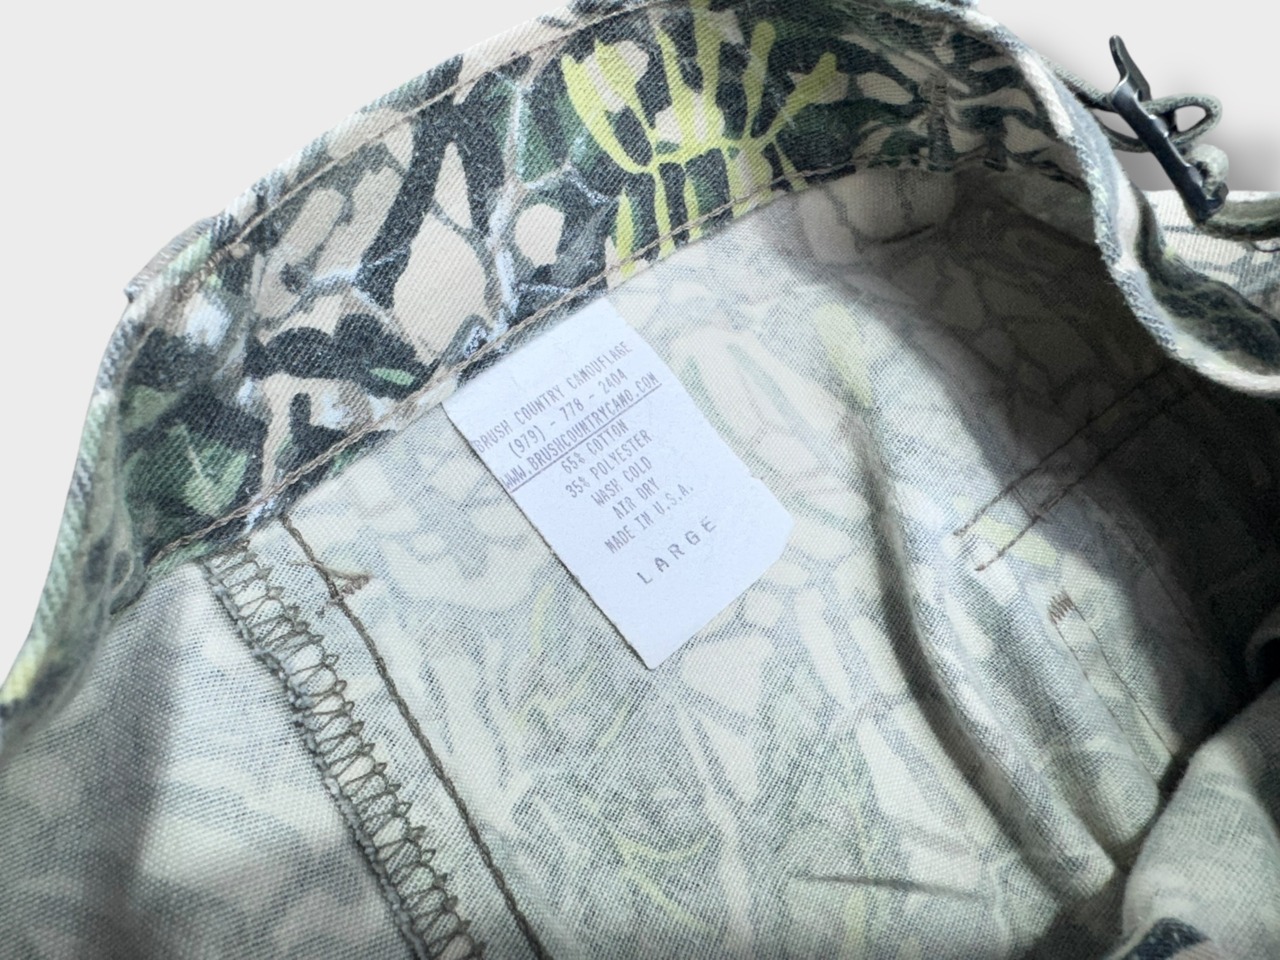 BRUSH COUNTRY CAMOUFLAGE
(979) - 778 - 2404
WWW.BRUSHCOUNTRYCAMO.COM
65% COTTON
35% POLYESTER
WASH COLD
AIR DRY
MADE IN U.S.A.
LARGE